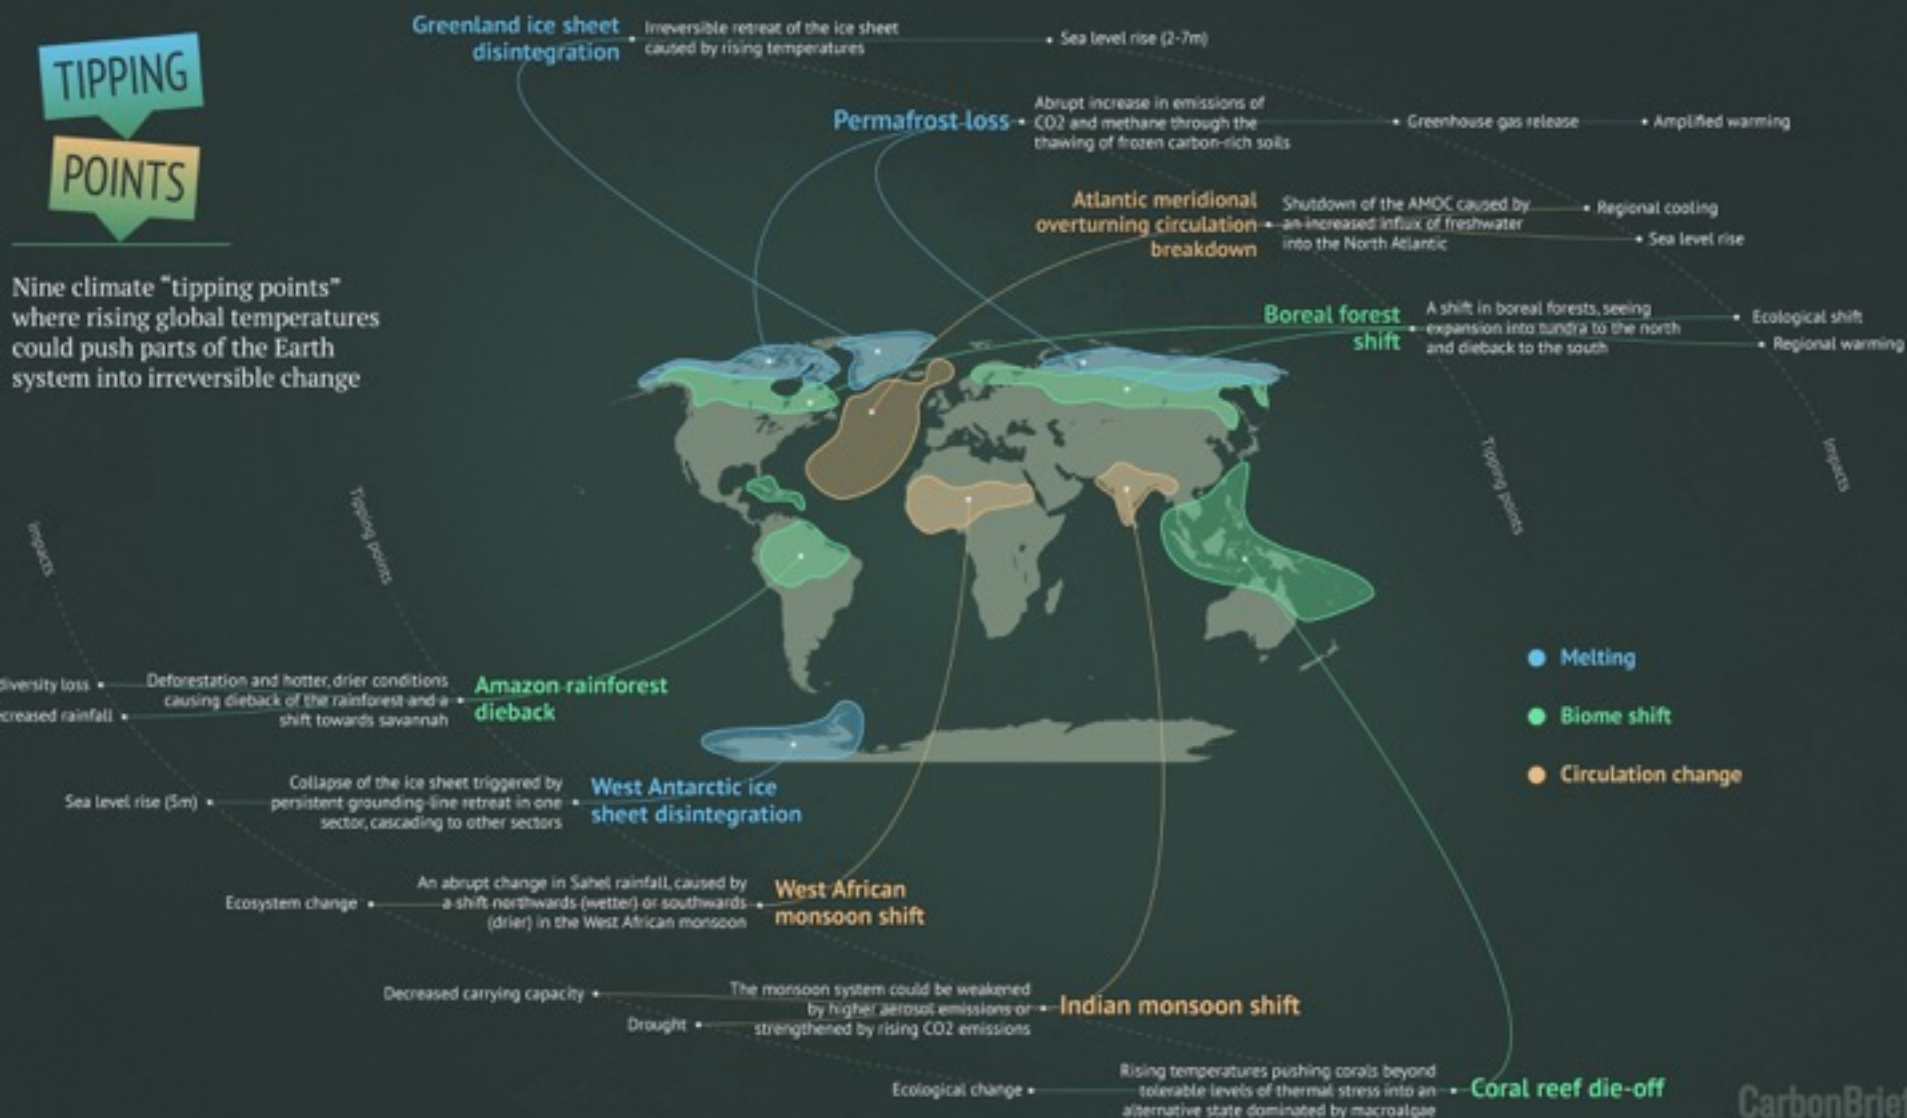 TIPPING
POINTS
Nine climate “tipping points”
where rising global temperatures
could push parts of the Earth
system into irreversible change
Greenland ice sheet
disintegration
Irreversible retreat of the ice sheet
caused by rising temperatures
Sea level rise (2-7m)
Permafrost loss
Abrupt increase in emissions of
CO2 and methane through the
thawing of frozen carbon-rich soils
Greenhouse gas release
Amplified warming
Atlantic meridional
overturning circulation
breakdown
Shutdown of the AMOC caused by
an increased influx of freshwater
into the North Atlantic
Regional cooling
Sea level rise
Boreal forest
shift
A shift in boreal forests, seeing
expansion into tundra to the north
and dieback to the south
Ecological shift
Regional warming
Tipping points
Impacts
Impacts
Tipping points
diversity loss
creased rainfall
Deforestation and hotter, drier conditions
causing dieback of the rainforest and a
shift towards savannah
Amazon rainforest
dieback
Sea level rise (5m)
Collapse of the ice sheet triggered by
persistent grounding-line retreat in one
sector, cascading to other sectors
West Antarctic ice
sheet disintegration
Ecosystem change
An abrupt change in Sahel rainfall, caused by
a shift northwards (wetter) or southwards
(drier) in the West African monsoon
West African
monsoon shift
Decreased carrying capacity
Drought
The monsoon system could be weakened
by higher aerosol emissions or
strengthened by rising CO2 emissions
Indian monsoon shift
Ecological change
Rising temperatures pushing corals beyond
tolerable levels of thermal stress into an
alternative state dominated by macroalgae
Coral reef die-off
Melting
Biome shift
Circulation change
CarbonBrief